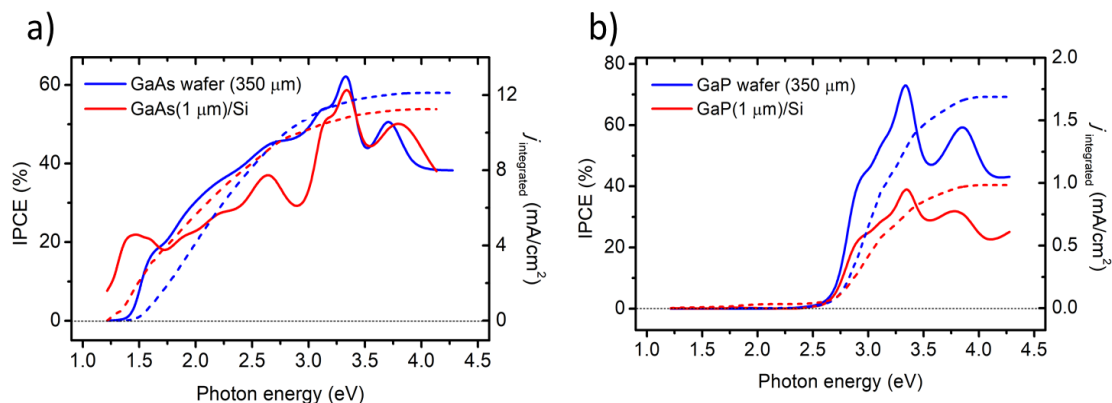 a)
GaAs wafer (350 μm)
GaAs(1 μm)/Si
IPCE (%)
60
40
20
0
12
8
4
0
j integrated (mA/cm²)
1.0 1.5 2.0 2.5 3.0 3.5 4.0 4.5
Photon energy (eV)
b)
GaP wafer (350 μm)
GaP(1 μm)/Si
IPCE (%)
80
60
40
20
0
2.0
1.5
1.0
0.5
0.0
j integrated (mA/cm²)
1.0 1.5 2.0 2.5 3.0 3.5 4.0 4.5
Photon energy (eV)